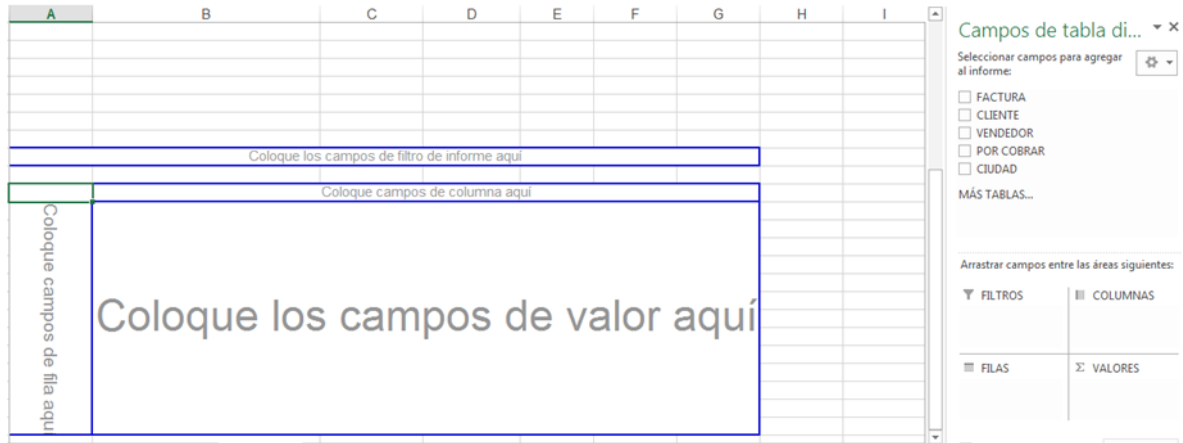 A B C D E F G H I
Campos de tabla di...
Seleccionar campos para agregar
al informe:
FACTURA
CLIENTE
VENDEDOR
POR COBRAR
CIUDAD
MÁS TABLAS...
Coloque los campos de filtro de informe aquí
Coloque campos de columna aquí
Coloque campos de fila aquí
Coloque los campos de valor aquí
Arrastrar campos entre las áreas siguientes:
FILTROS
COLUMNAS
FILAS
Σ VALORES